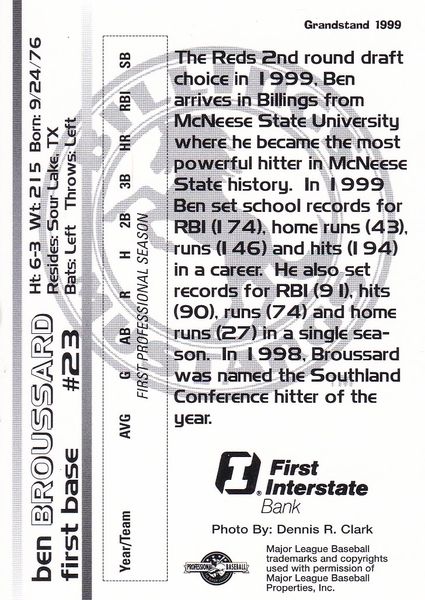 Grandstand 1999
ben BROUSSARD
first base #23
Ht: 6-3 Wt: 215 Born: 9/24/76
Resides: Sour Lake, TX
Bats: Left Throws: Left
Year/Team AVG G AB R H 2B 3B HR RBI SB
FIRST PROFESSIONAL SEASON
The Reds 2nd round draft
choice in 1999, Ben
arrives in Billings from
McNeese State University
where he became the most
powerful hitter in McNeese
State history. In 1999
Ben set school records for
RBI (174), home runs (43),
runs (146) and hits (194)
in a career. He also set
records for RBI (91), hits
(90), runs (74) and home
runs (27) in a single sea-
son. In 1998, Broussard
was named the Southland
Conference hitter of the
year.
First
Interstate
Bank
®
Photo By: Dennis R. Clark
PROFESSIONAL BASEBALL
Major League Baseball
trademarks and copyrights
used with permission of
Major League Baseball
Properties, Inc.